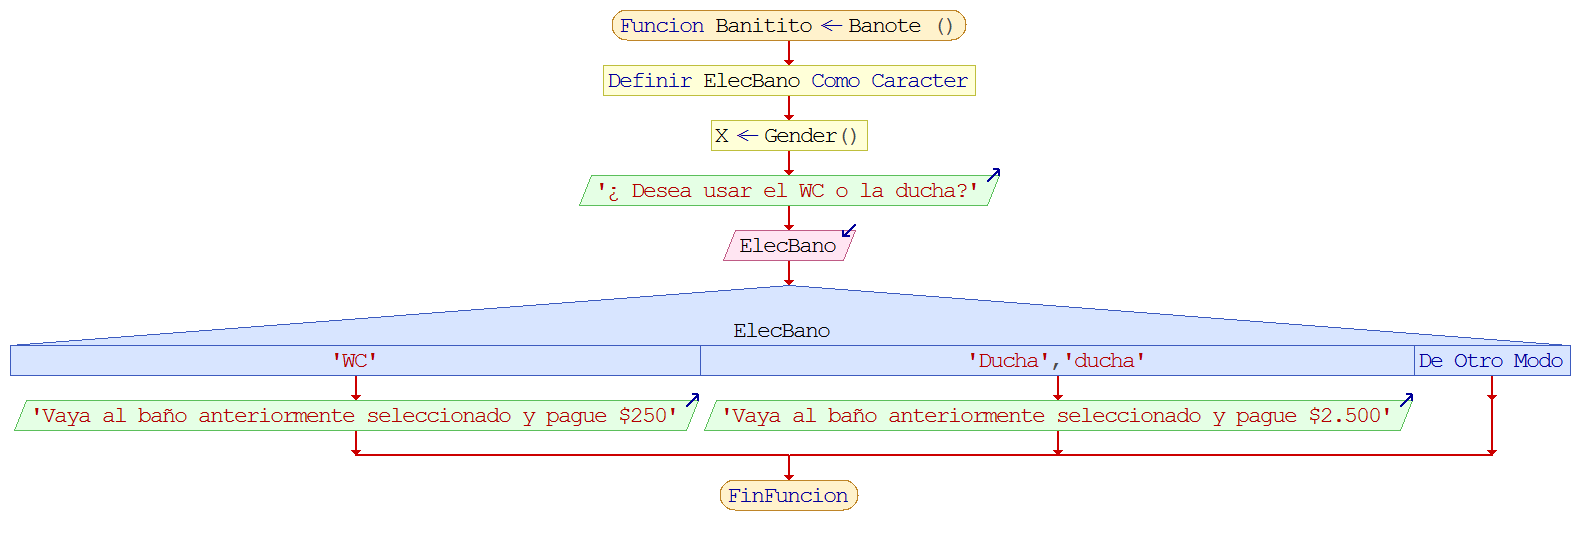 Funcion Banitito <- Banote ()
Definir ElecBano Como Caracter
X <- Gender()
'¿ Desea usar el WC o la ducha?'
ElecBano
ElecBano
'WC' 'Ducha','ducha' De Otro Modo
'Vaya al baño anteriormente seleccionado y pague $250' 'Vaya al baño anteriormente seleccionado y pague $2.500'
FinFuncion